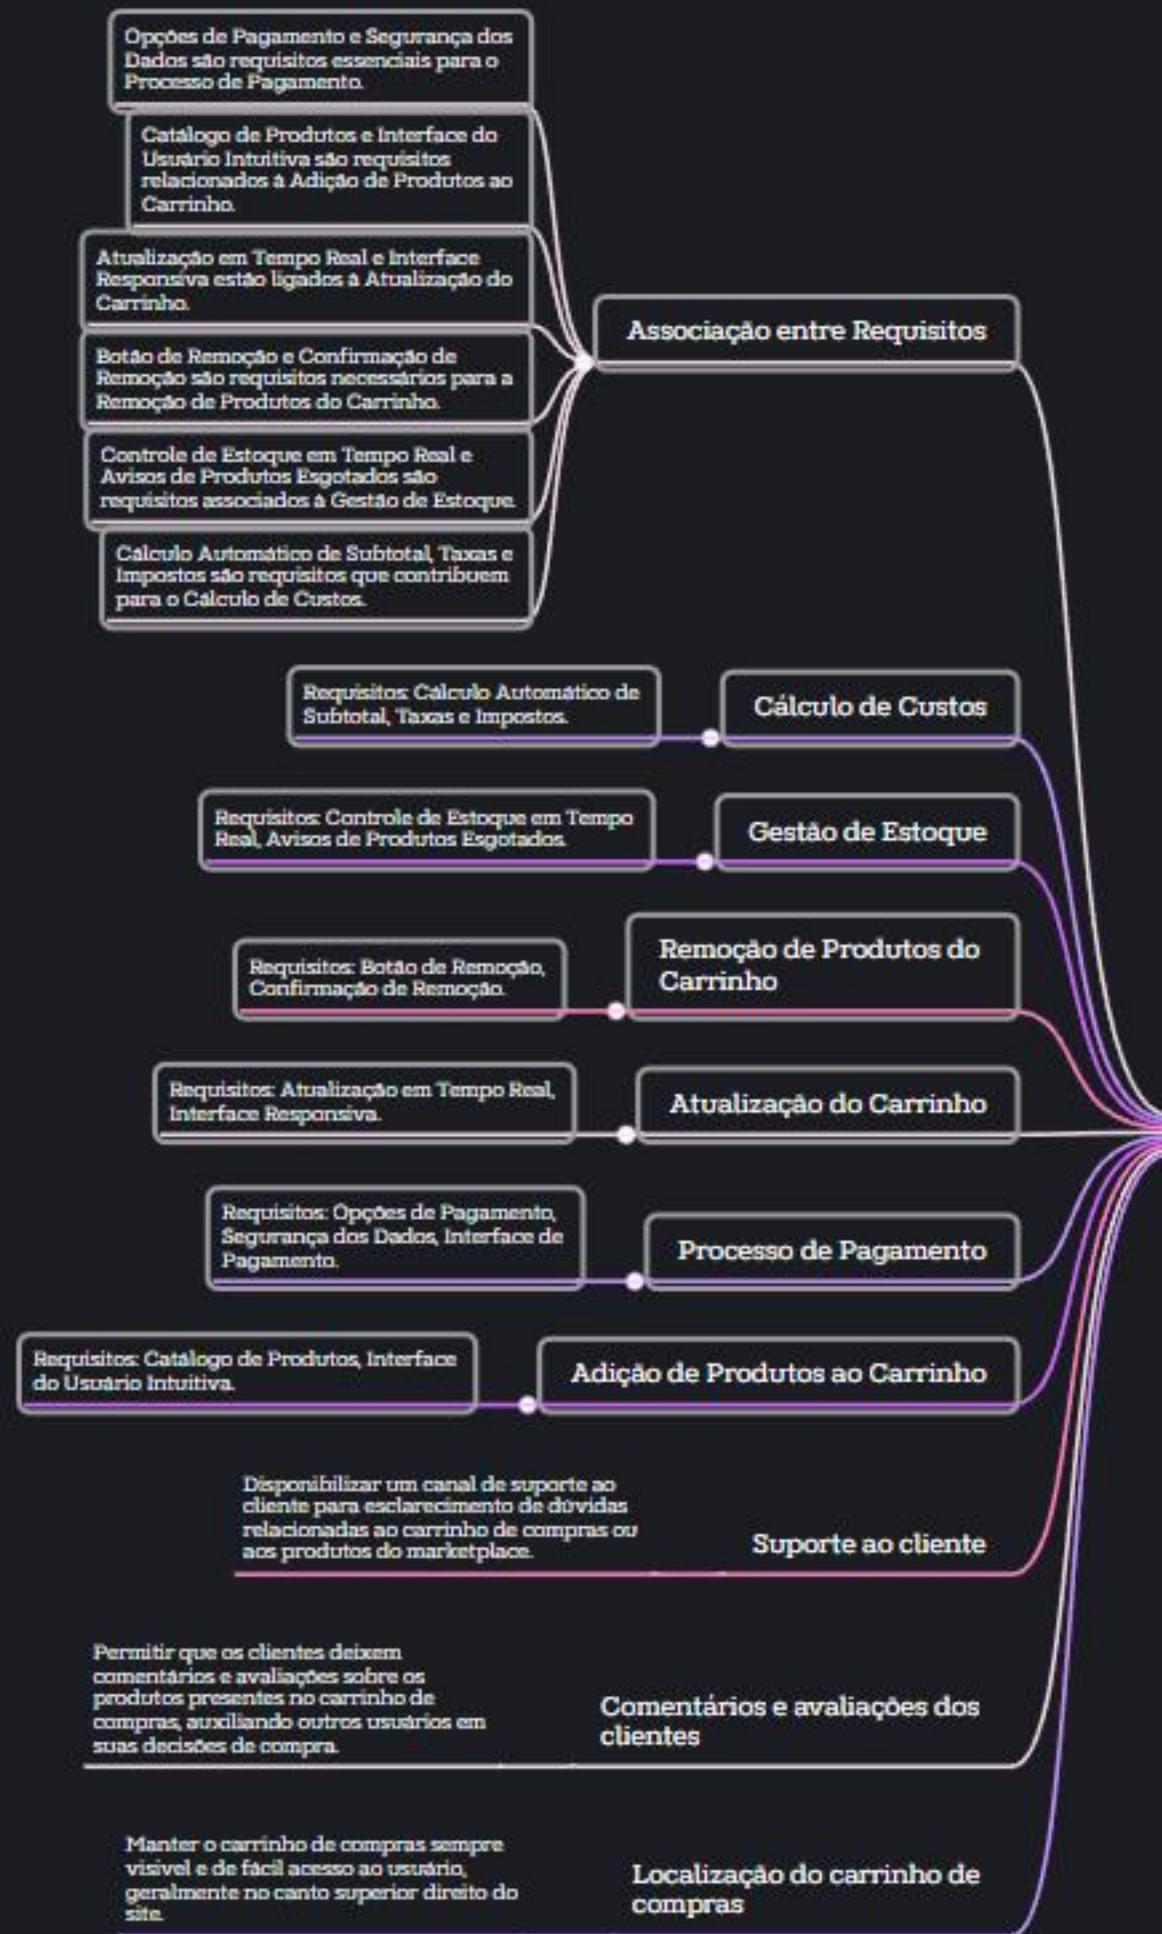 Opções de Pagamento e Segurança dos
Dados são requisitos essenciais para o
Processo de Pagamento.
Catálogo de Produtos e Interface do
Usuário Intuitiva são requisitos
relacionados à Adição de Produtos ao
Carrinho.
Atualização em Tempo Real e Interface
Responsiva estão ligados à Atualização do
Carrinho.
Botão de Remoção e Confirmação de
Remoção são requisitos necessários para a
Remoção de Produtos do Carrinho.
Controle de Estoque em Tempo Real e
Avisos de Produtos Esgotados são
requisitos associados à Gestão de Estoque.
Cálculo Automático de Subtotal, Taxas e
Impostos são requisitos que contribuem
para o Cálculo de Custos.
Associação entre Requisitos
Requisitos: Cálculo Automático de
Subtotal, Taxas e Impostos.
Cálculo de Custos
Requisitos: Controle de Estoque em Tempo
Real, Avisos de Produtos Esgotados.
Gestão de Estoque
Requisitos: Botão de Remoção,
Confirmação de Remoção.
Remoção de Produtos do
Carrinho
Requisitos: Atualização em Tempo Real,
Interface Responsiva.
Atualização do Carrinho
Requisitos: Opções de Pagamento,
Segurança dos Dados, Interface de
Pagamento.
Processo de Pagamento
Requisitos: Catálogo de Produtos, Interface
do Usuário Intuitiva.
Adição de Produtos ao Carrinho
Disponibilizar um canal de suporte ao
cliente para esclarecimento de dúvidas
relacionadas ao carrinho de compras ou
aos produtos do marketplace.
Suporte ao cliente
Permitir que os clientes deixem
comentários e avaliações sobre os
produtos presentes no carrinho de
compras, auxiliando outros usuários em
suas decisões de compra.
Comentários e avaliações dos
clientes
Manter o carrinho de compras sempre
visível e de fácil acesso ao usuário,
geralmente no canto superior direito do
site.
Localização do carrinho de
compras